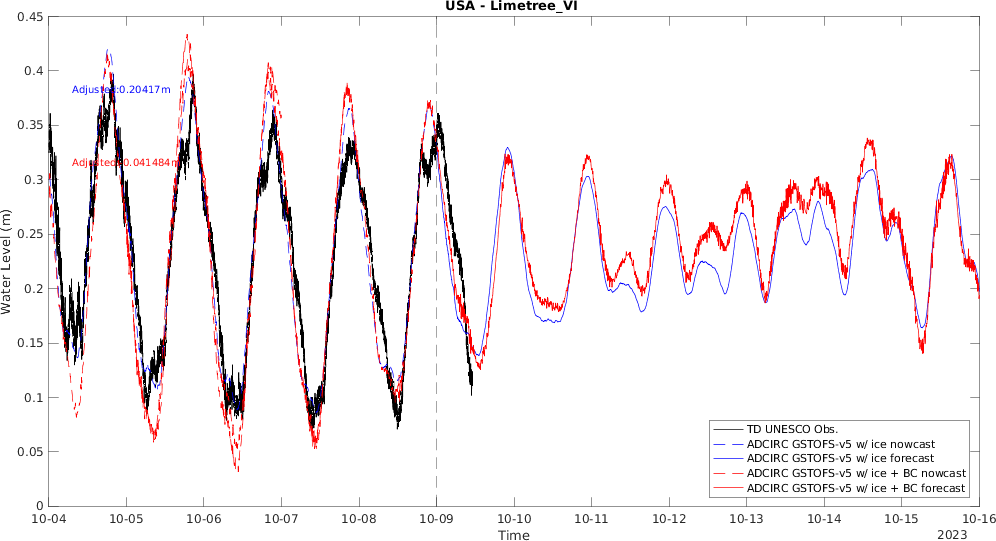 USA - Limetree_VI
0.45
0.4
0.35
0.3
0.25
0.2
0.15
0.1
0.05
0
Water Level (m)
Adjusted:0.20417m
Adjusted:0.041484m
TD UNESCO Obs.
ADCIRC GSTOFS-v5 w/ ice nowcast
ADCIRC GSTOFS-v5 w/ ice forecast
ADCIRC GSTOFS-v5 w/ ice + BC nowcast
ADCIRC GSTOFS-v5 w/ ice + BC forecast
10-04 10-05 10-06 10-07 10-08 10-09 10-10 10-11 10-12 10-13 10-14 10-15 10-16
Time
2023